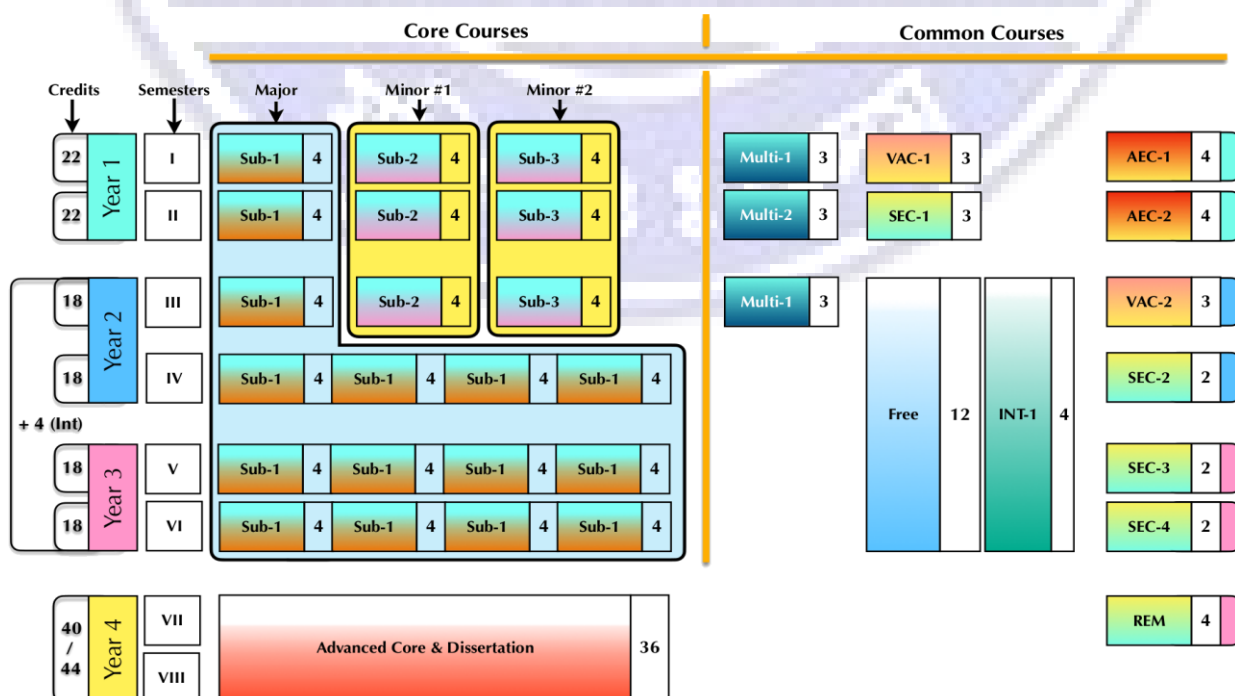 Core Courses Common Courses
Credits Semesters Major Minor #1 Minor #2
22 Year 1 I Sub-1 4 Sub-2 4 Sub-3 4 Multi-1 3 VAC-1 3 AEC-1 4
22 II Sub-1 4 Sub-2 4 Sub-3 4 Multi-2 3 SEC-1 3 AEC-2 4
18 Year 2 III Sub-1 4 Sub-2 4 Sub-3 4 Multi-1 3 VAC-2 3
18 IV Sub-1 4 Sub-1 4 Sub-1 4 Sub-1 4 SEC-2 2
+ 4 (Int) Free 12 INT-1 4
18 Year 3 V Sub-1 4 Sub-1 4 Sub-1 4 Sub-1 4 SEC-3 2
18 VI Sub-1 4 Sub-1 4 Sub-1 4 Sub-1 4 SEC-4 2
40 / 44 Year 4 VII Advanced Core & Dissertation 36 REM 4
VIII